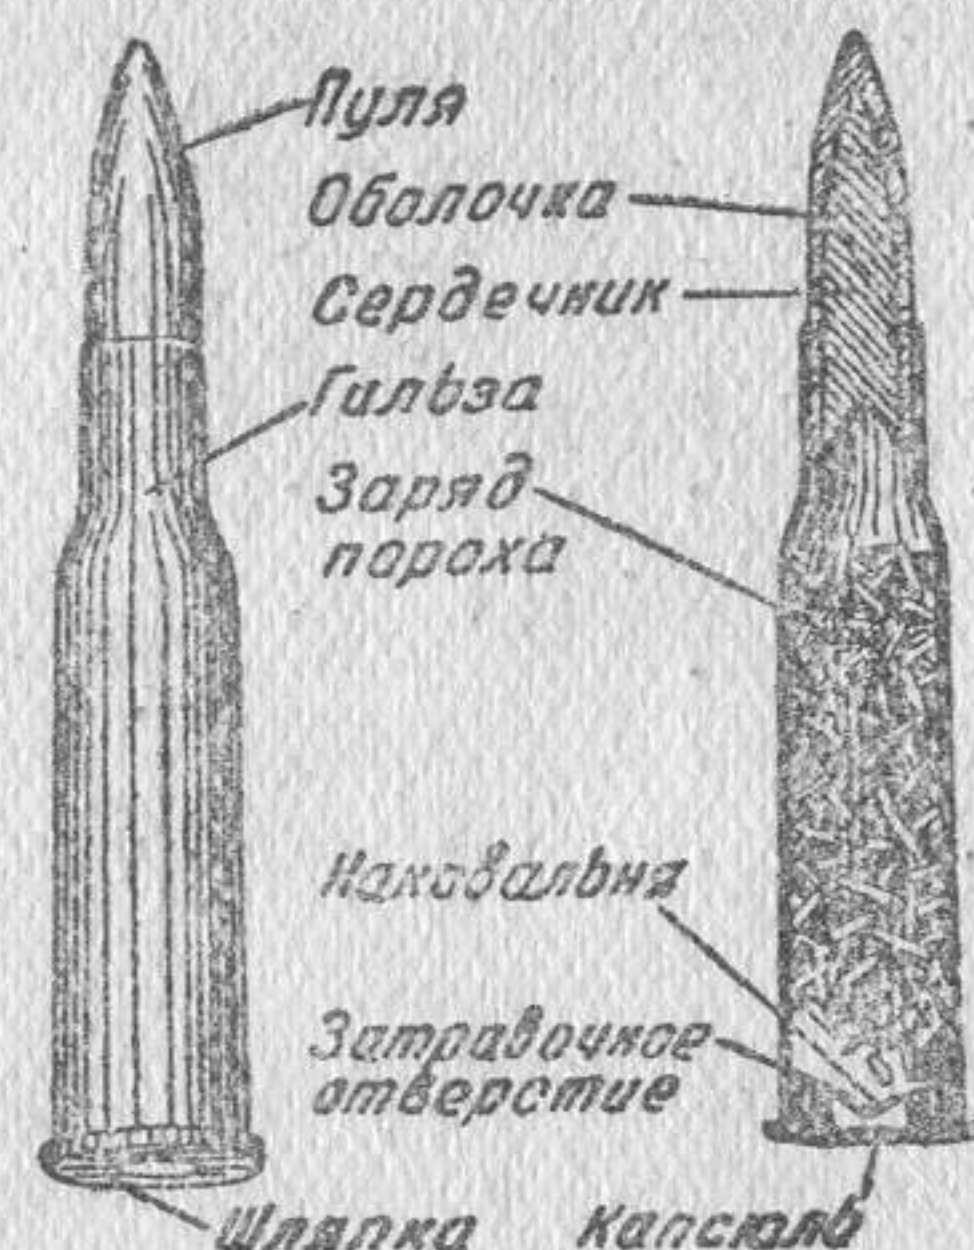 Пуля
Оболочка
Сердечник
Гильза
Заряд
пороха
Наковальня
Затравочное
отверстие
Шляпка
Капсюль